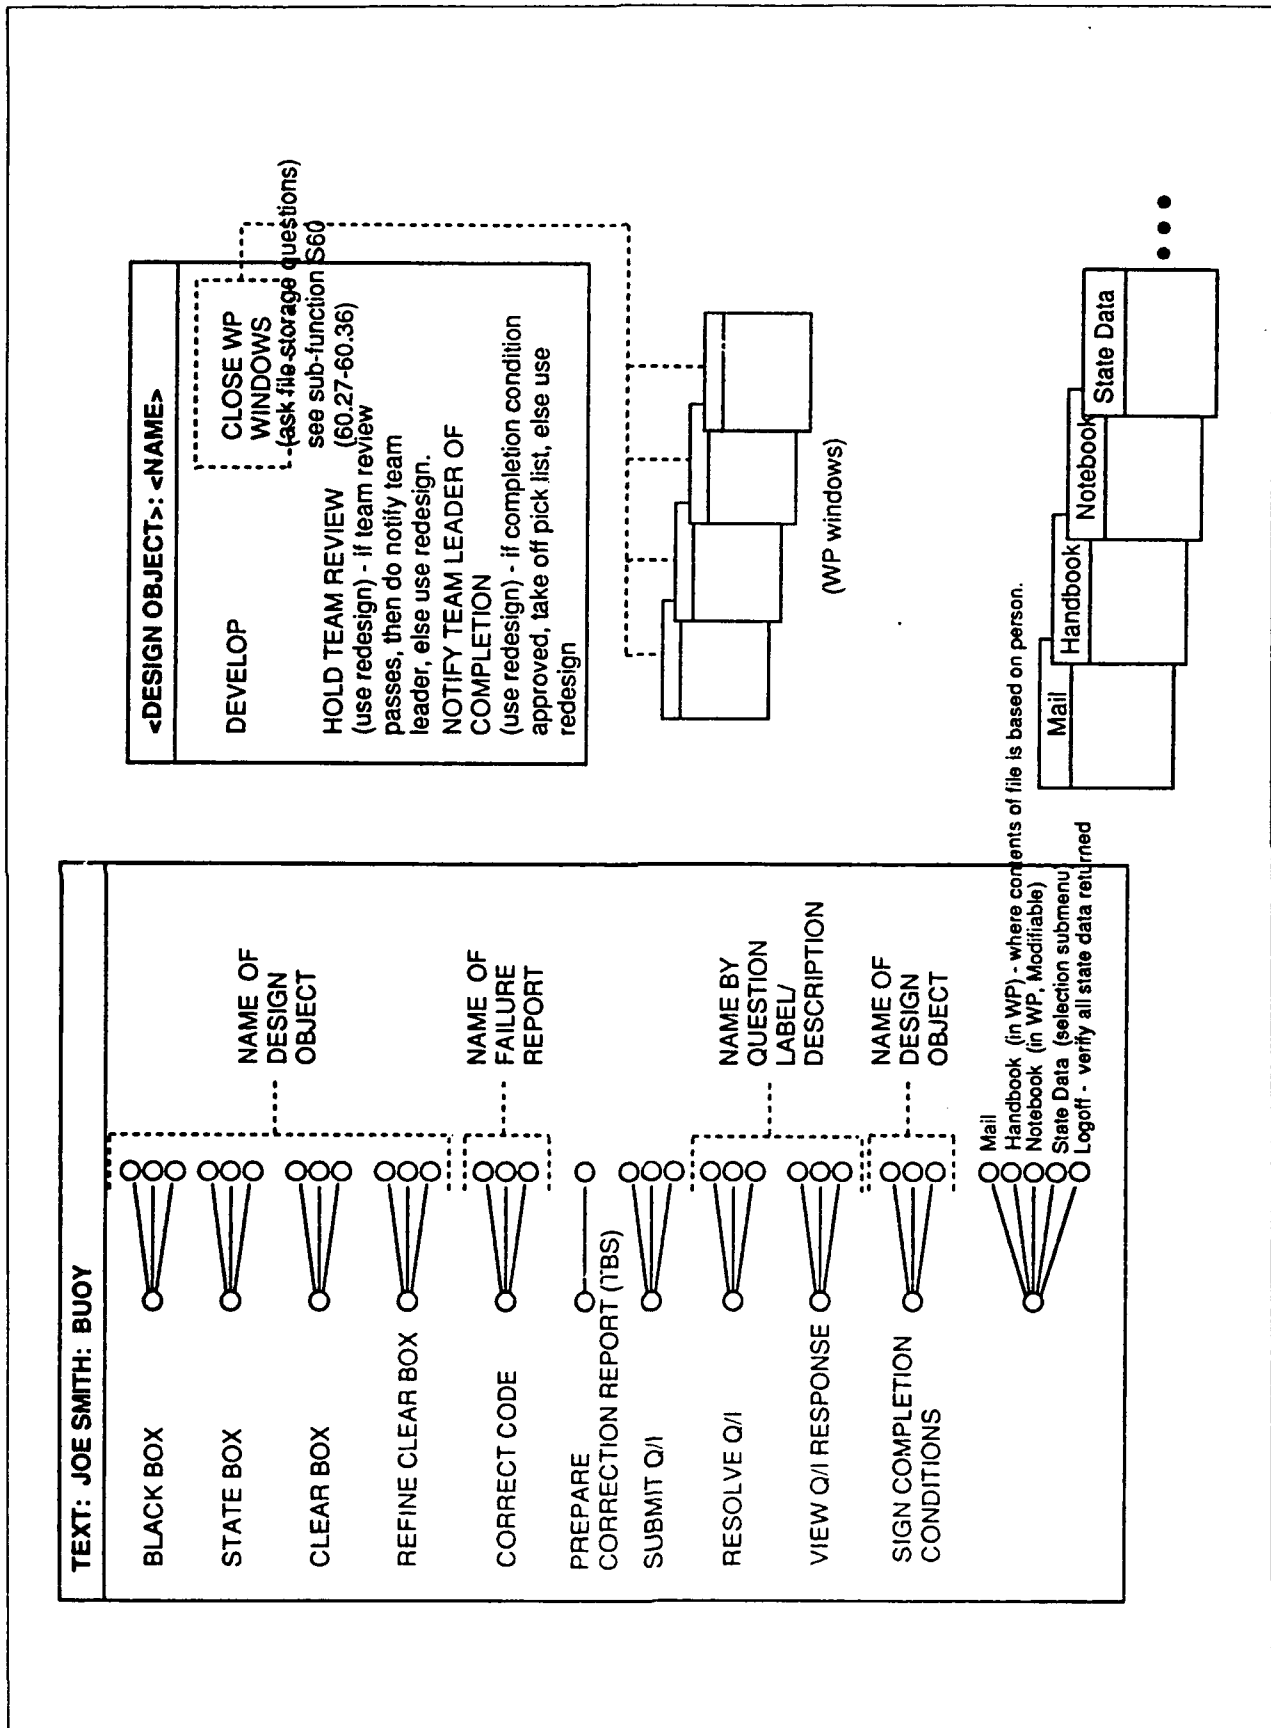 TEXT: JOE SMITH: BUOY
BLACK BOX
STATE BOX
CLEAR BOX
REFINE CLEAR BOX
NAME OF
DESIGN
OBJECT
CORRECT CODE
NAME OF
FAILURE
REPORT
PREPARE
CORRECTION REPORT (TBS)
SUBMIT Q/I
RESOLVE Q/I
VIEW Q/I RESPONSE
NAME BY
QUESTION
LABEL/
DESCRIPTION
SIGN COMPLETION
CONDITIONS
NAME OF
DESIGN
OBJECT
Mail
Handbook (in WP) - where contents of file is based on person.
Notebook (in WP, Modifiable)
State Data (selection submenu)
Logoff - verify all state data returned
<DESIGN OBJECT>: <NAME>
DEVELOP
CLOSE WP
WINDOWS
(ask file storage questions)
see sub-function S60
(60.27-60.36)
HOLD TEAM REVIEW
(use redesign) - if team review
passes, then do notify team
leader, else use redesign.
NOTIFY TEAM LEADER OF
COMPLETION
(use redesign) - if completion condition
approved, take off pick list, else use
redesign
(WP windows)
Mail
Handbook
Notebook
State Data